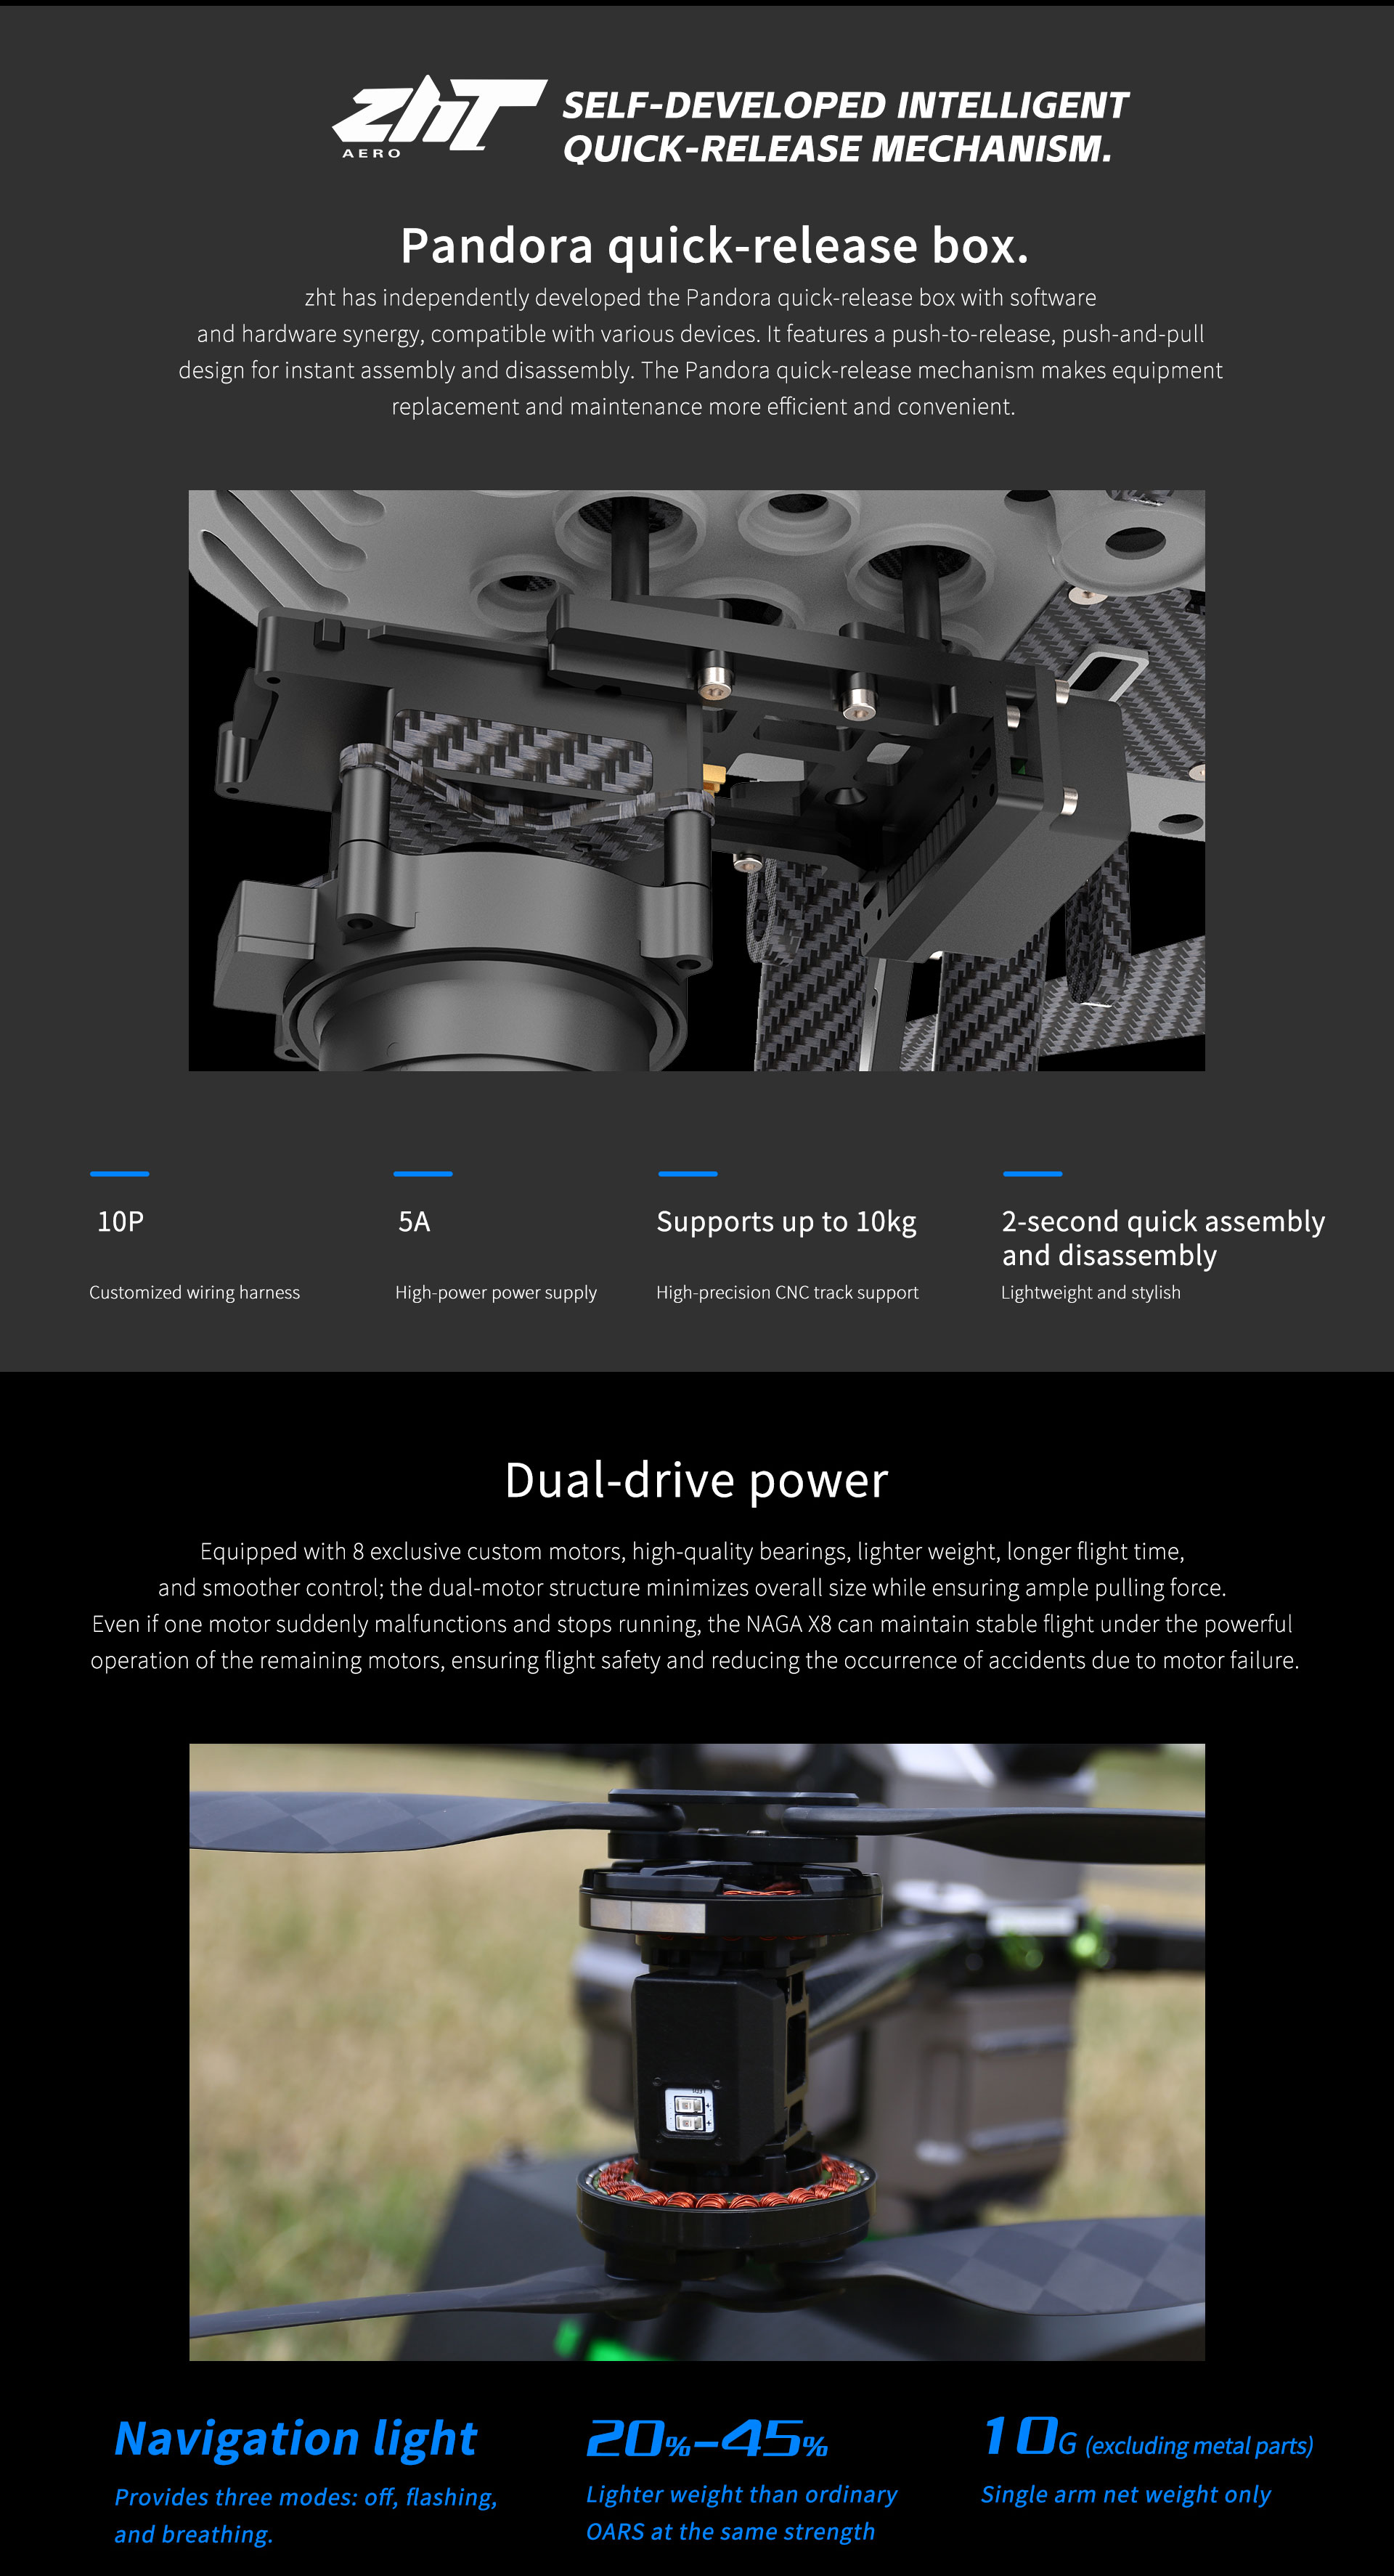 zhT
AERO
SELF-DEVELOPED INTELLIGENT
QUICK-RELEASE MECHANISM.
Pandora quick-release box.
zht has independently developed the Pandora quick-release box with software
and hardware synergy, compatible with various devices. It features a push-to-release, push-and-pull
design for instant assembly and disassembly. The Pandora quick-release mechanism makes equipment
replacement and maintenance more efficient and convenient.
10P
Customized wiring harness
5A
High-power power supply
Supports up to 10kg
High-precision CNC track support
2-second quick assembly
and disassembly
Lightweight and stylish
Dual-drive power
Equipped with 8 exclusive custom motors, high-quality bearings, lighter weight, longer flight time,
and smoother control; the dual-motor structure minimizes overall size while ensuring ample pulling force.
Even if one motor suddenly malfunctions and stops running, the NAGA X8 can maintain stable flight under the powerful
operation of the remaining motors, ensuring flight safety and reducing the occurrence of accidents due to motor failure.
Navigation light
Provides three modes: off, flashing,
and breathing.
20%-45%
Lighter weight than ordinary
OARS at the same strength
10G (excluding metal parts)
Single arm net weight only